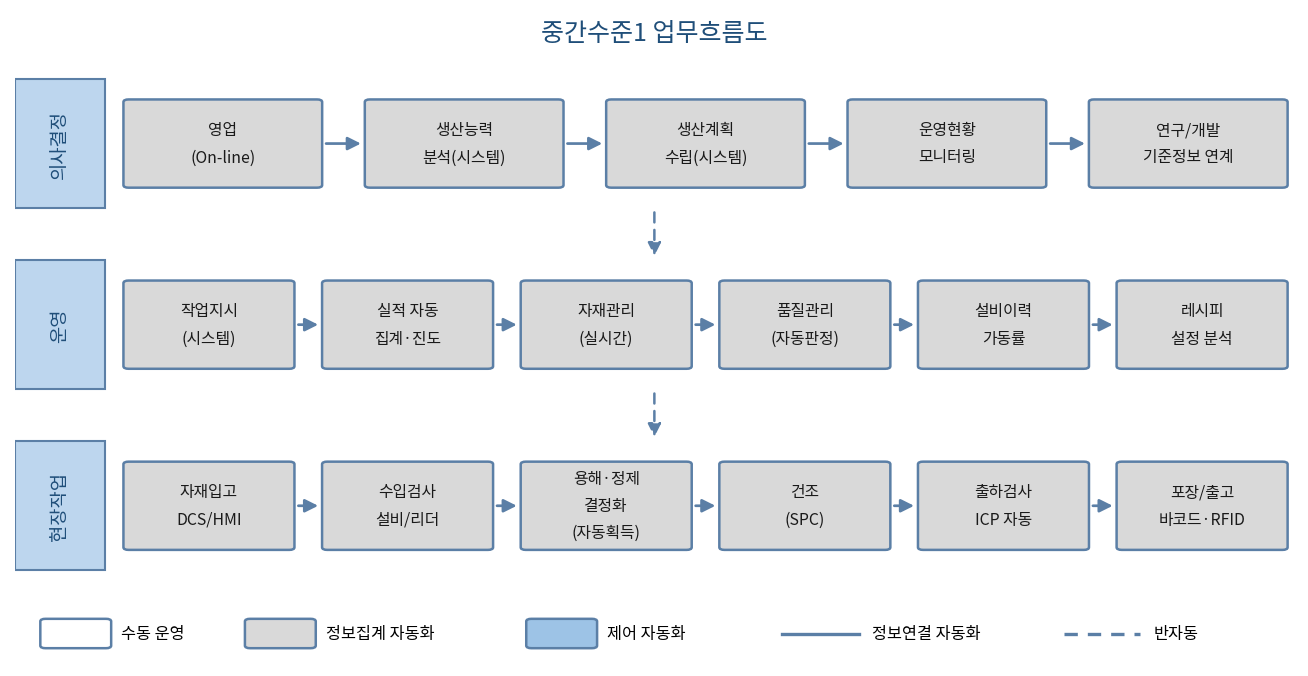 중간수준1 업무흐름도
의사결정
영업
(On-line)
생산능력
분석(시스템)
생산계획
수립(시스템)
운영현황
모니터링
연구/개발
기준정보 연계
운영
작업지시
(시스템)
실적 자동
집계·진도
자재관리
(실시간)
품질관리
(자동판정)
설비이력
가동률
레시피
설정 분석
현장작업
자재입고
DCS/HMI
수입검사
설비/리더
용해·정제
결정화
(자동획득)
건조
(SPC)
출하검사
ICP 자동
포장/출고
바코드·RFID
수동 운영
정보집계 자동화
제어 자동화
정보연결 자동화
반자동